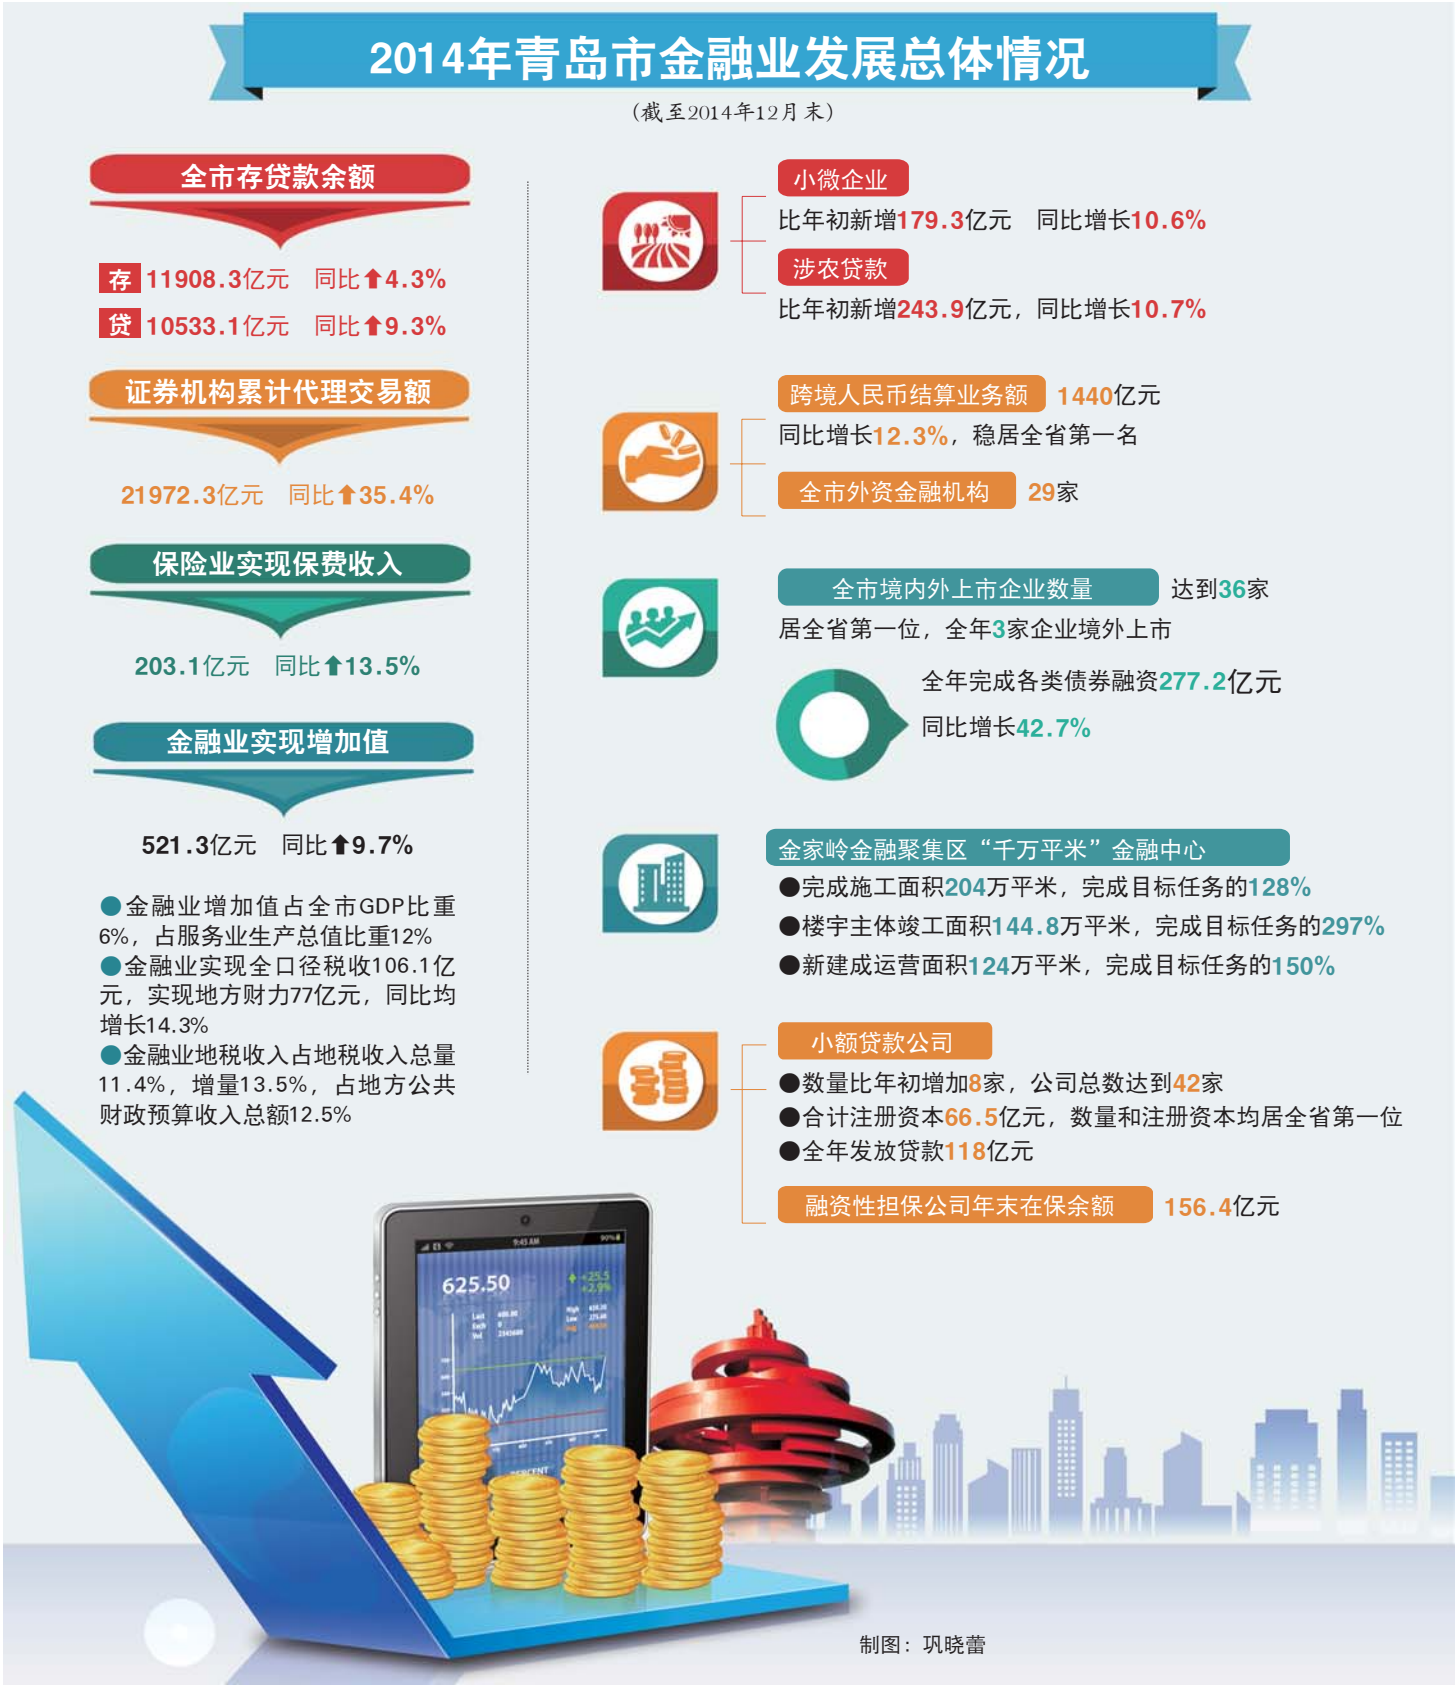 2014年青岛市金融业发展总体情况
（截至2014年12月末）
全市存贷款余额
存 11908.3亿元 同比⬆4.3%
贷 10533.1亿元 同比⬆9.3%
证券机构累计代理交易额
21972.3亿元 同比⬆35.4%
保险业实现保费收入
203.1亿元 同比⬆13.5%
金融业实现增加值
521.3亿元 同比⬆9.7%
●金融业增加值占全市GDP比重
6%，占服务业生产总值比重12%
●金融业实现全口径税收106.1亿
元，实现地方财力77亿元，同比均
增长14.3%
●金融业地税收入占地税收入总量
11.4%，增量13.5%，占地方公共
财政预算收入总额12.5%
小微企业
比年初新增179.3亿元 同比增长10.6%
涉农贷款
比年初新增243.9亿元，同比增长10.7%
跨境人民币结算业务额 1440亿元
同比增长12.3%，稳居全省第一名
全市外资金融机构 29家
全市境内外上市企业数量 达到36家
居全省第一位，全年3家企业境外上市
全年完成各类债券融资277.2亿元
同比增长42.7%
金家岭金融聚集区“千万平米”金融中心
●完成施工面积204万平米，完成目标任务的128%
●楼宇主体竣工面积144.8万平米，完成目标任务的297%
●新建成运营面积124万平米，完成目标任务的150%
小额贷款公司
●数量比年初增加8家，公司总数达到42家
●合计注册资本66.5亿元，数量和注册资本均居全省第一位
●全年发放贷款118亿元
融资性担保公司年末在保余额 156.4亿元
9:45 AM 90%
625.50 +25.5
+2.9%
Last
High
Low
Vol
PERCENT
制图：巩晓蕾